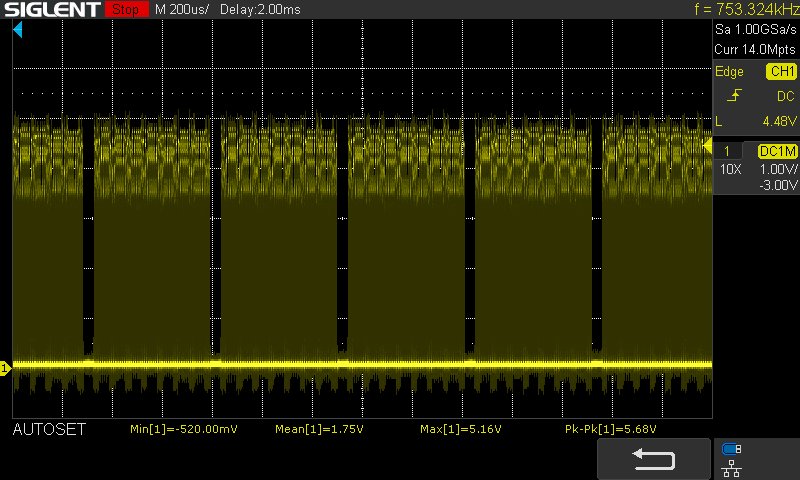 SIGLENT Stop M 200us/ Delay:2.00ms f = 753.324kHz
Sa 1.00GSa/s
Curr 14.0Mpts
Edge CH1
DC
L 4.48V
1 DC1M
10X 1.00V/
-3.00V
1
AUTOSET Min[1]=-520.00mV Mean[1]=1.75V Max[1]=5.16V Pk-Pk[1]=5.68V